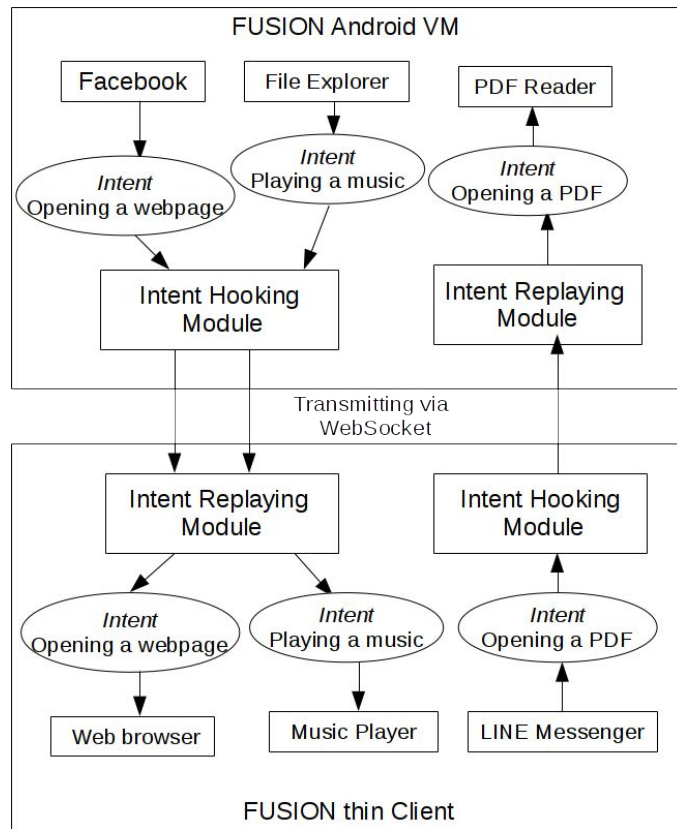 FUSION Android VM
Facebook
File Explorer
PDF Reader
Intent
Opening a webpage
Intent
Playing a music
Intent
Opening a PDF
Intent Hooking
Module
Intent Replaying
Module
Transmitting via
WebSocket
Intent Replaying
Module
Intent Hooking
Module
Intent
Opening a webpage
Intent
Playing a music
Intent
Opening a PDF
Web browser
Music Player
LINE Messenger
FUSION thin Client